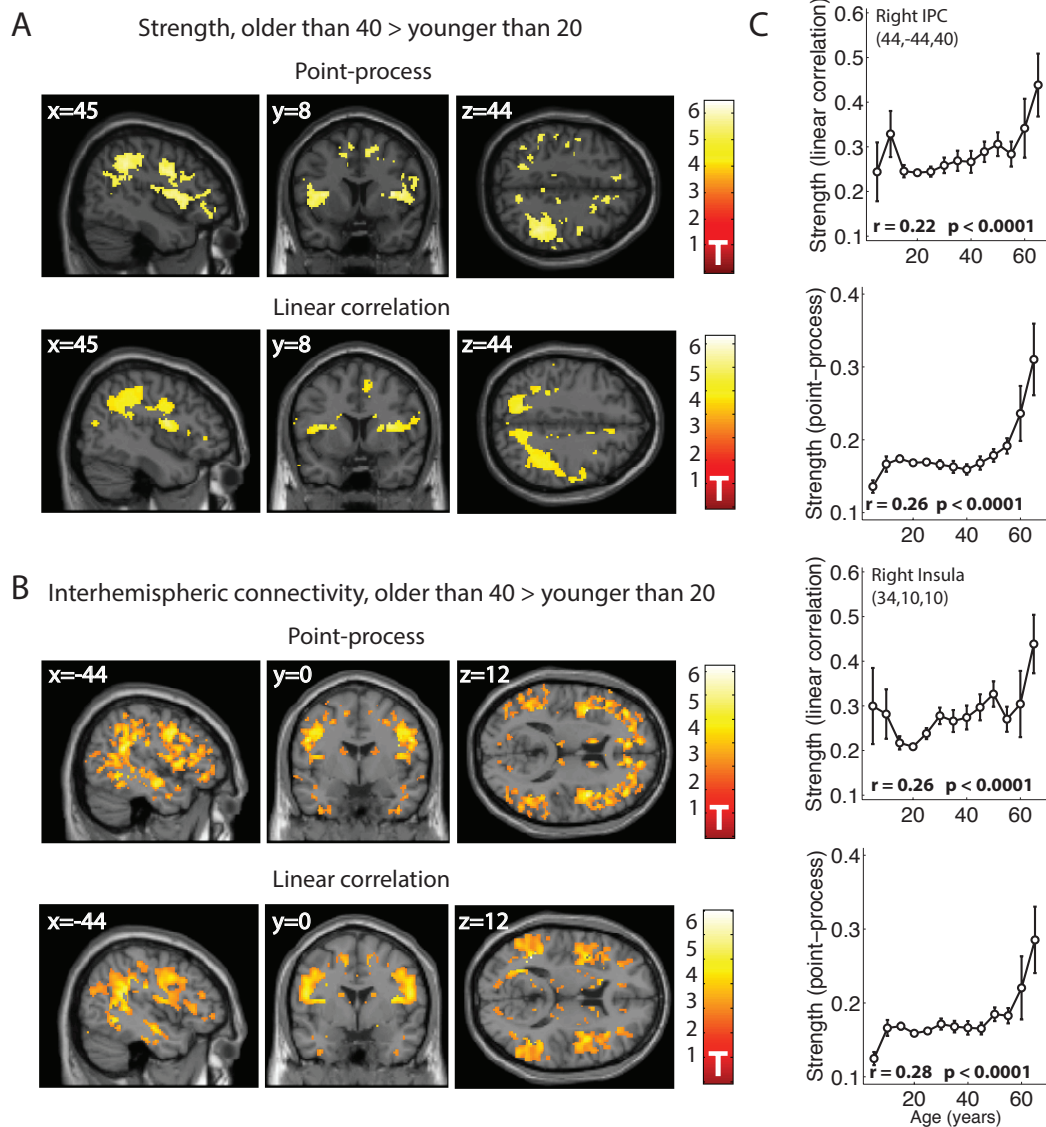 A
Strength, older than 40 > younger than 20
Point-process
x=45
y=8
z=44
6
5
4
3
2
1
T
Linear correlation
x=45
y=8
z=44
6
5
4
3
2
1
T
B
Interhemispheric connectivity, older than 40 > younger than 20
Point-process
x=-44
y=0
z=12
6
5
4
3
2
1
T
Linear correlation
x=-44
y=0
z=12
6
5
4
3
2
1
T
C
Strength (linear correlation)
0.6
0.5
0.4
0.3
0.2
0.1
Right IPC
(44,-44,40)
r = 0.22 p < 0.0001
Strength (point−process)
0.4
0.3
0.2
0.1
r = 0.26 p < 0.0001
20 40 60
Strength (linear correlation)
0.6
0.5
0.4
0.3
0.2
0.1
Right Insula
(34,10,10)
r = 0.26 p < 0.0001
Strength (point−process)
0.4
0.3
0.2
0.1
r = 0.28 p < 0.0001
20 40 60
Age (years)